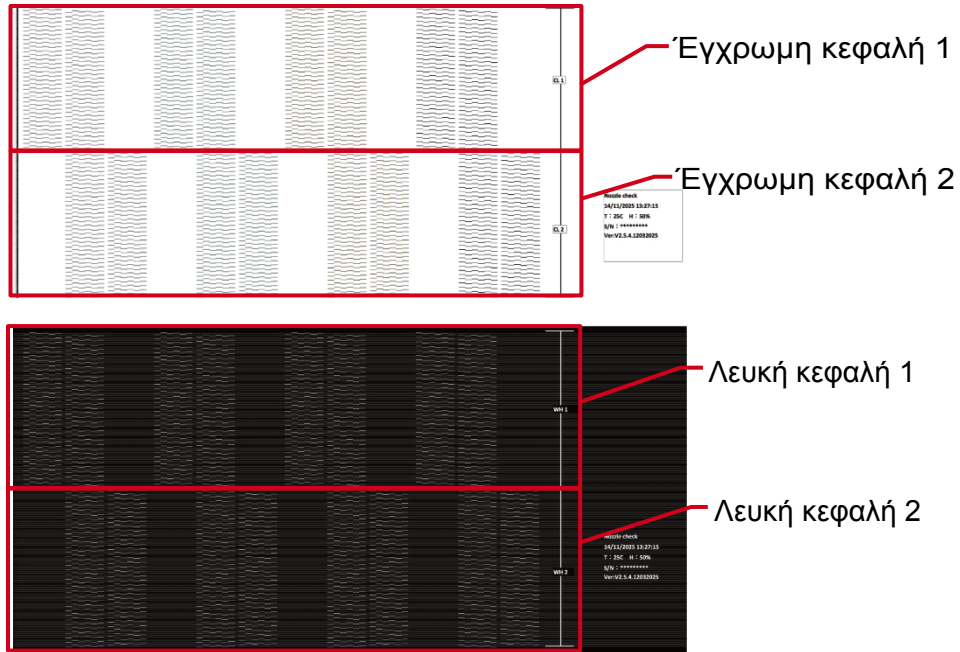 Έγχρωμη κεφαλή 1
CL 1
Έγχρωμη κεφαλή 2
Nozzle check
14/11/2025 13:27:15
T : 25C H : 50%
S/N : *********
Ver:V2.5.4.12032025
CL 2
Λευκή κεφαλή 1
WH 1
Λευκή κεφαλή 2
Nozzle check
14/11/2025 13:27:15
T : 25C H : 50%
S/N : *********
Ver:V2.5.4.12032025
WH 2